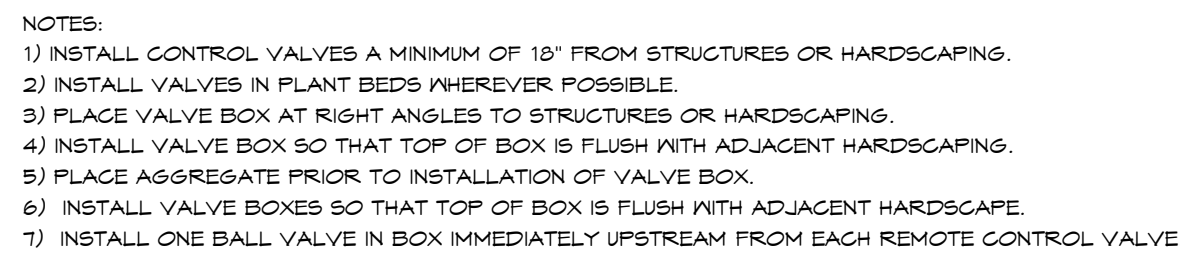 NOTES:
1) INSTALL CONTROL VALVES A MINIMUM OF 18" FROM STRUCTURES OR HARDSCAPING.
2) INSTALL VALVES IN PLANT BEDS WHEREVER POSSIBLE.
3) PLACE VALVE BOX AT RIGHT ANGLES TO STRUCTURES OR HARDSCAPING.
4) INSTALL VALVE BOX SO THAT TOP OF BOX IS FLUSH WITH ADJACENT HARDSCAPING.
5) PLACE AGGREGATE PRIOR TO INSTALLATION OF VALVE BOX.
6) INSTALL VALVE BOXES SO THAT TOP OF BOX IS FLUSH WITH ADJACENT HARDSCAPE.
7) INSTALL ONE BALL VALVE IN BOX IMMEDIATELY UPSTREAM FROM EACH REMOTE CONTROL VALVE